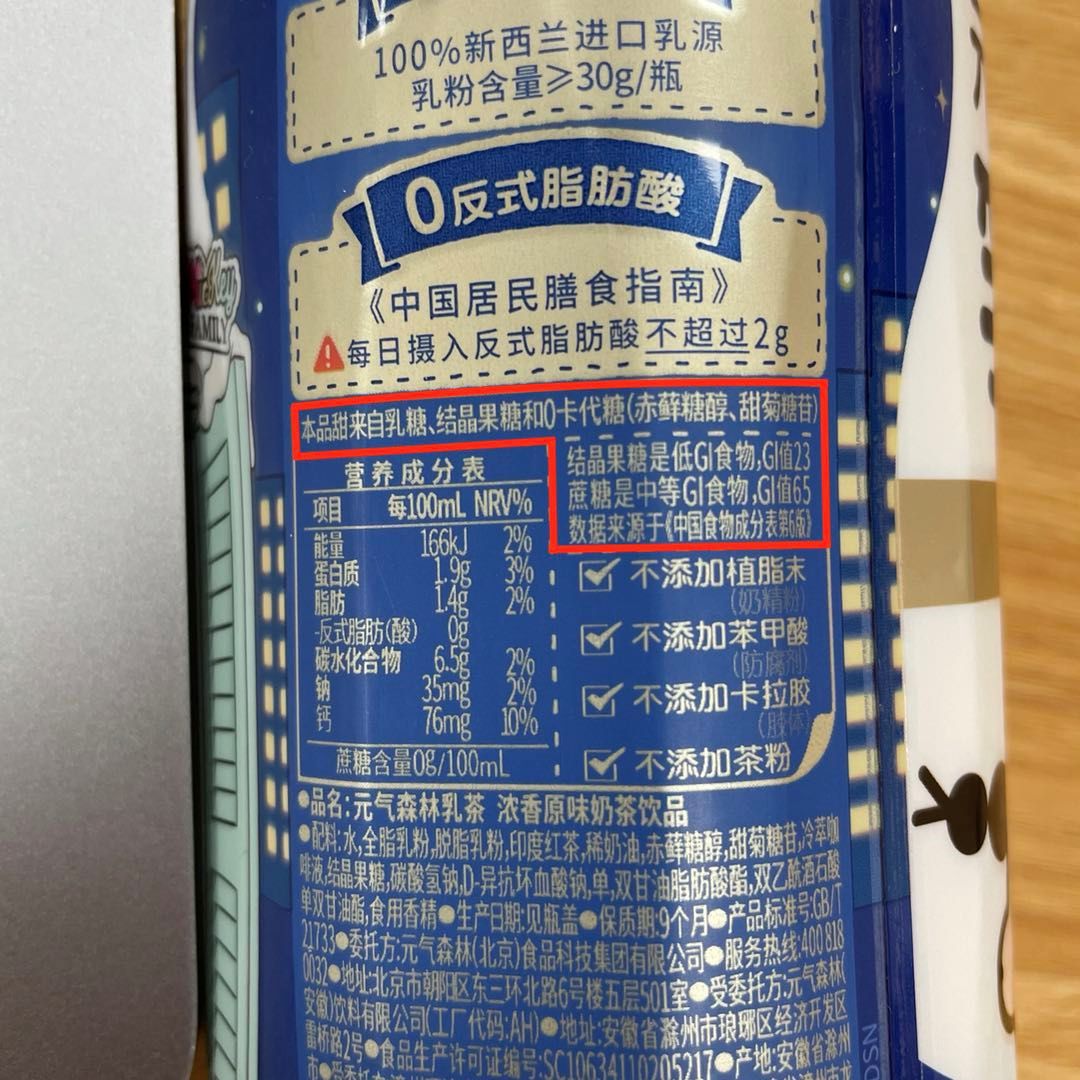 100%新西兰进口乳源
乳粉含量≥30g/瓶
0反式脂肪酸
《中国居民膳食指南》
每日摄入反式脂肪酸不超过2g
本品甜来自乳糖、结晶果糖和0卡代糖(赤藓糖醇、甜菊糖苷)
结晶果糖是低GI食物,GI值23
蔗糖是中等GI食物,GI值65
数据来源于《中国食物成分表第6版》
营养成分表
项目 每100mL NRV%
能量 166kJ 2%
蛋白质 1.9g 3%
脂肪 1.4g 2%
-反式脂肪(酸) 0g
碳水化合物 6.5g 2%
钠 35mg 2%
钙 76mg 10%
蔗糖含量0g/100mL
不添加植脂末
(奶精粉)
不添加苯甲酸
(防腐剂)
不添加卡拉胶
(胶体)
不添加茶粉
●品名:元气森林乳茶 浓香原味奶茶饮品
●配料:水,全脂乳粉,脱脂乳粉,印度红茶,稀奶油,赤藓糖醇,甜菊糖苷,冷萃咖
啡液,结晶果糖,碳酸氢钠,D-异抗坏血酸钠,单,双甘油脂肪酸酯,双乙酰酒石酸
单双甘油酯,食用香精●生产日期:见瓶盖●保质期:9个月●产品标准号:GB/T
21733●委托方:元气森林(北京)食品科技集团有限公司●服务热线:400 818
0032●地址:北京市朝阳区东三环北路6号楼五层501室●受委托方:元气森林(
安徽)饮料有限公司(工厂代码:AH)●地址:安徽省滁州市琅琊区经济开发区
雷桥路2号●食品生产许可证编号:SC10634110205217●产地:安徽省滁州
FAMILY